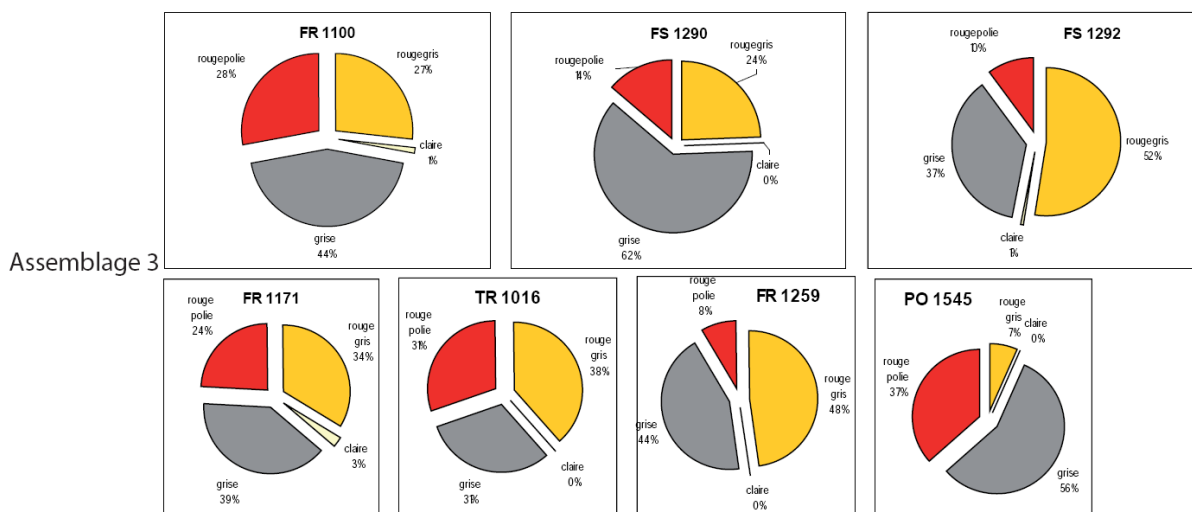 FR 1100
rougepolie
28%
rougegris
27%
claire
1%
grise
44%
FS 1290
rougepolie
14%
rougegris
24%
claire
0%
grise
62%
FS 1292
rougepolie
10%
rougegris
52%
grise
37%
claire
1%
Assemblage 3
FR 1171
rouge
polie
24%
rouge
gris
34%
claire
3%
grise
39%
TR 1016
rouge
polie
31%
rouge
gris
38%
claire
0%
grise
31%
FR 1259
rouge
polie
8%
rouge
gris
48%
grise
44%
claire
0%
PO 1545
rouge
gris
7%
claire
0%
rouge
polie
37%
grise
56%